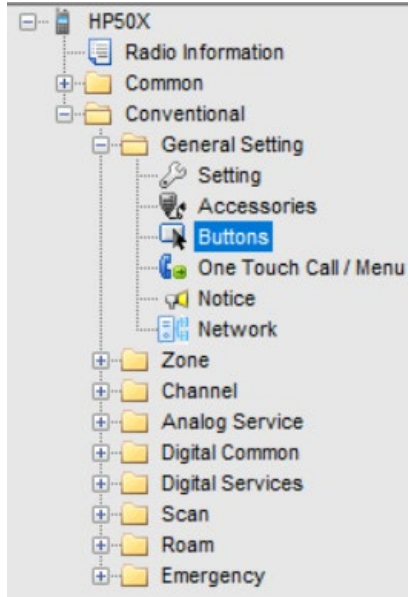 HP50X
Radio Information
Common
Conventional
General Setting
Setting
Accessories
Buttons
One Touch Call / Menu
Notice
Network
Zone
Channel
Analog Service
Digital Common
Digital Services
Scan
Roam
Emergency